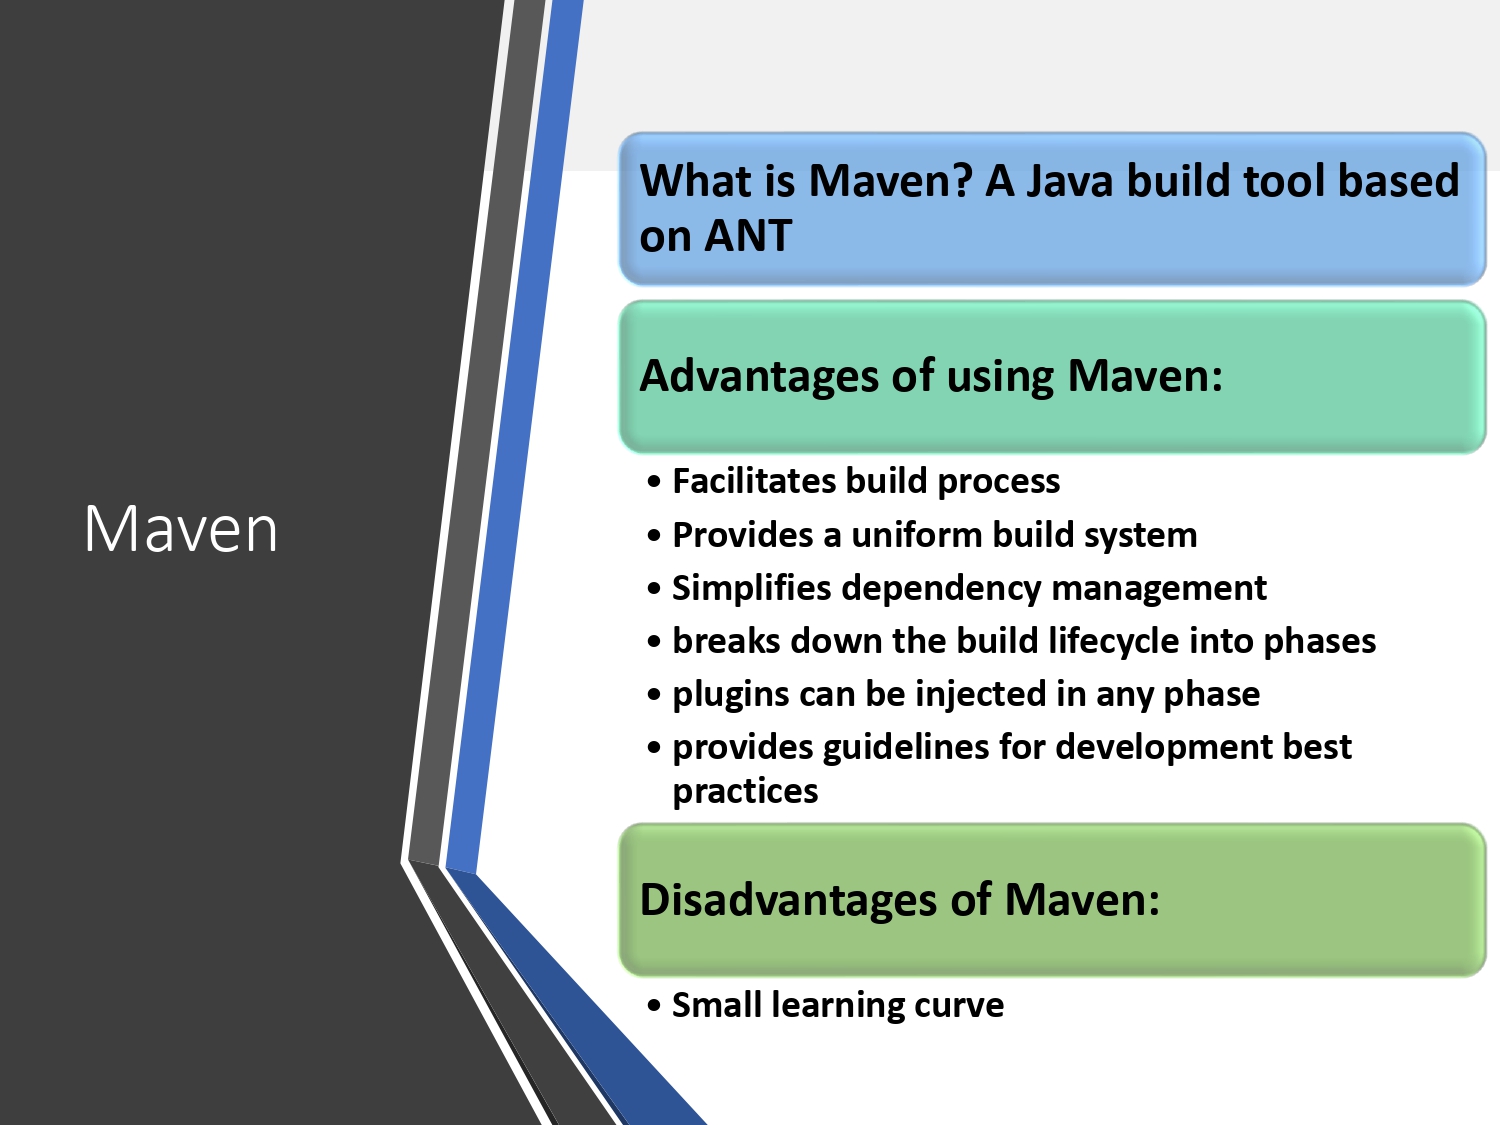 Maven
What is Maven? A Java build tool based
on ANT
Advantages of using Maven:
• Facilitates build process
• Provides a uniform build system
• Simplifies dependency management
• breaks down the build lifecycle into phases
• plugins can be injected in any phase
• provides guidelines for development best
practices
Disadvantages of Maven:
• Small learning curve